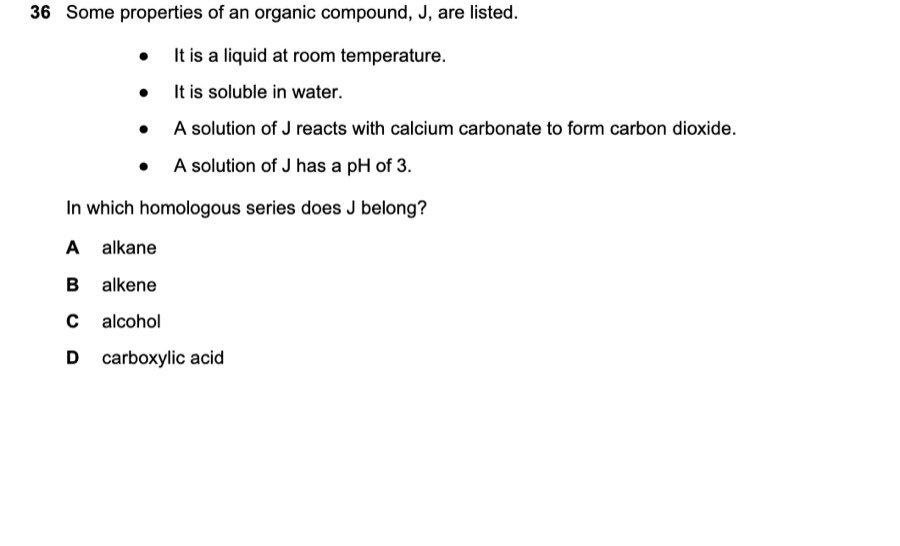 36 Some properties of an organic compound, J, are listed.
• It is a liquid at room temperature.
• It is soluble in water.
• A solution of J reacts with calcium carbonate to form carbon dioxide.
• A solution of J has a pH of 3.
In which homologous series does J belong?
A alkane
B alkene
C alcohol
D carboxylic acid